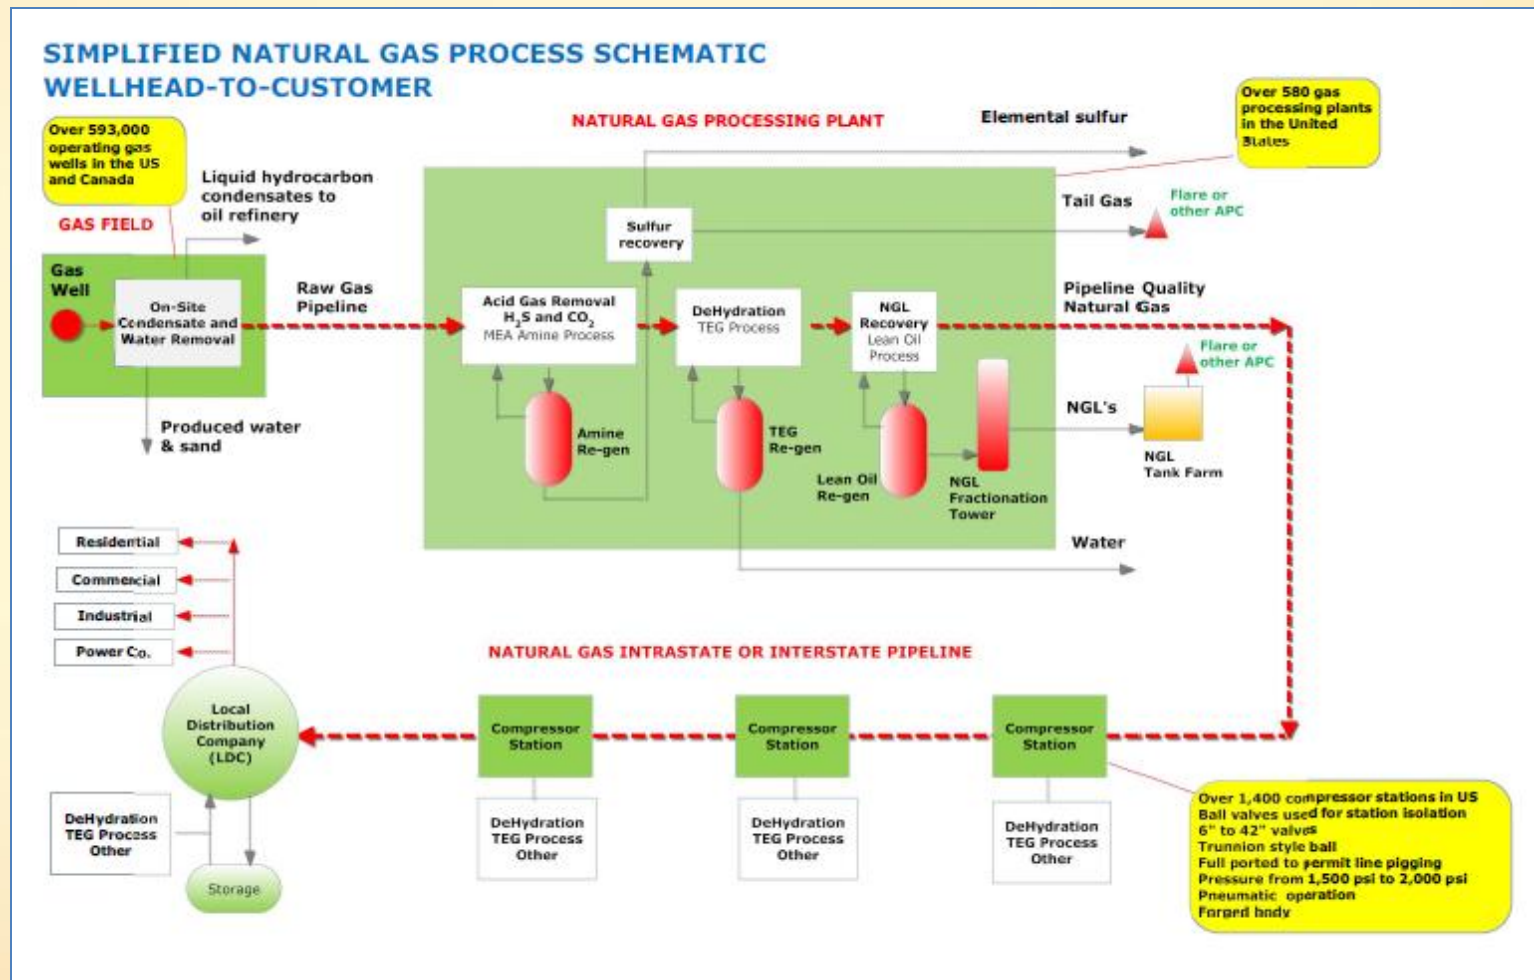 SIMPLIFIED NATURAL GAS PROCESS SCHEMATIC
WELLHEAD-TO-CUSTOMER
Over 593,000
operating gas
wells in the US
and Canada
Over 580 gas
processing plants
in the United
States
NATURAL GAS PROCESSING PLANT
Elemental sulfur
Liquid hydrocarbon
condensates to
oil refinery
GAS FIELD
Tail Gas
Flare or
other APC
Sulfur
recovery
Gas
Well
On-Site
Condensate and
Water Removal
Raw Gas
Pipeline
Acid Gas Removal
H2S and CO2
MEA Amine Process
DeHydration
TEG Process
NGL
Recovery
Lean Oil
Process
Pipeline Quality
Natural Gas
Flare or
other APC
Produced water
& sand
Amine
Re-gen
TEG
Re-gen
Lean Oil
Re-gen
NGL
Fractionation
Tower
NGL's
NGL
Tank Farm
Water
Residential
Commercial
Industrial
Power Co.
NATURAL GAS INTRASTATE OR INTERSTATE PIPELINE
Local
Distribution
Company
(LDC)
Compressor
Station
Compressor
Station
Compressor
Station
DeHydration
TEG Process
Other
Storage
DeHydration
TEG Process
Other
DeHydration
TEG Process
Other
DeHydration
TEG Process
Other
Over 1,400 compressor stations in US
Ball valves used for station isolation
6" to 42" valves
Trunnion style ball
Full ported to permit line pigging
Pressure from 1,500 psi to 2,000 psi
Pneumatic operation
Forged body